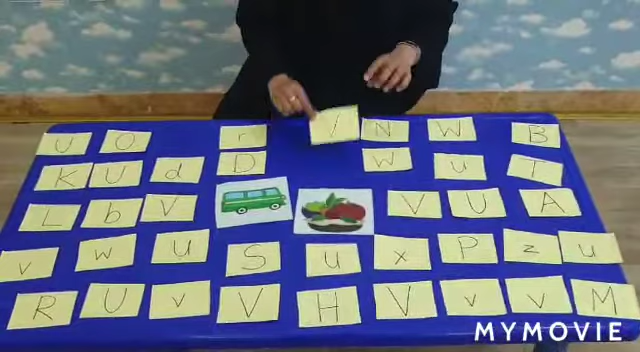 U O r / N W B
K U d D W U T
L b V V U A
v w u S U x P z u
R U v V H V v v M
MYMOVIE